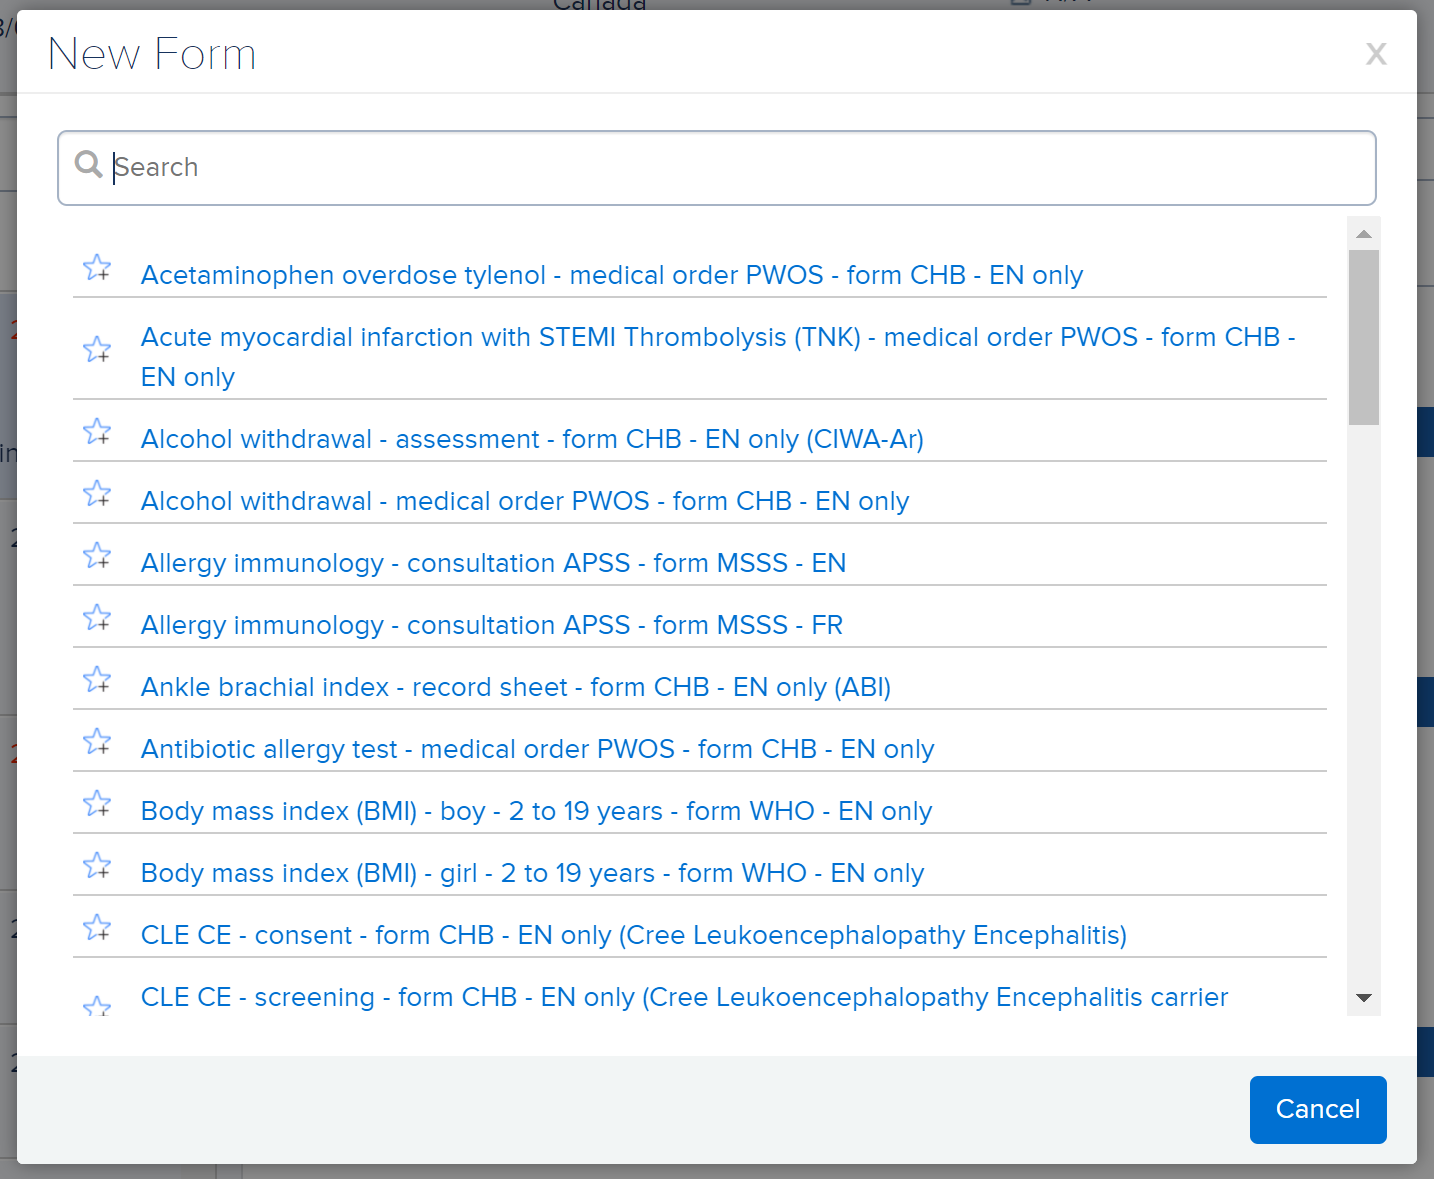 Canada
New Form
X
Search
Acetaminophen overdose tylenol - medical order PWOS - form CHB - EN only
Acute myocardial infarction with STEMI Thrombolysis (TNK) - medical order PWOS - form CHB -
EN only
Alcohol withdrawal - assessment - form CHB - EN only (CIWA-Ar)
Alcohol withdrawal - medical order PWOS - form CHB - EN only
Allergy immunology - consultation APSS - form MSSS - EN
Allergy immunology - consultation APSS - form MSSS - FR
Ankle brachial index - record sheet - form CHB - EN only (ABI)
Antibiotic allergy test - medical order PWOS - form CHB - EN only
Body mass index (BMI) - boy - 2 to 19 years - form WHO - EN only
Body mass index (BMI) - girl - 2 to 19 years - form WHO - EN only
CLE CE - consent - form CHB - EN only (Cree Leukoencephalopathy Encephalitis)
CLE CE - screening - form CHB - EN only (Cree Leukoencephalopathy Encephalitis carrier
Cancel